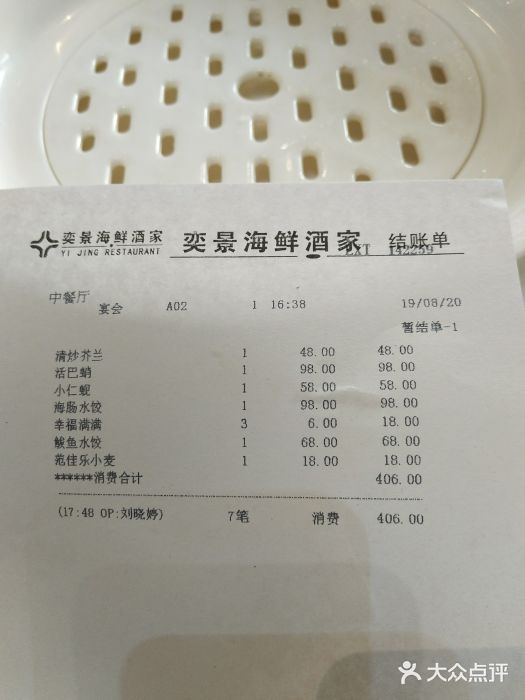 奕景海鲜酒家 奕景海鲜酒家 结账单
YI JING RESTAURANT EXT 142259
中餐厅
宴会 A02 1 16:38 19/08/20
暂结单-1
清炒芥兰 1 48.00 48.00
活巴蛸 1 98.00 98.00
小仁蚬 1 58.00 58.00
海肠水饺 1 98.00 98.00
幸福满满 3 6.00 18.00
鲅鱼水饺 1 68.00 68.00
范佳乐小麦 1 18.00 18.00
******消费合计 406.00
(17:48 OP:刘晓婷) 7笔 消费 406.00
大众点评